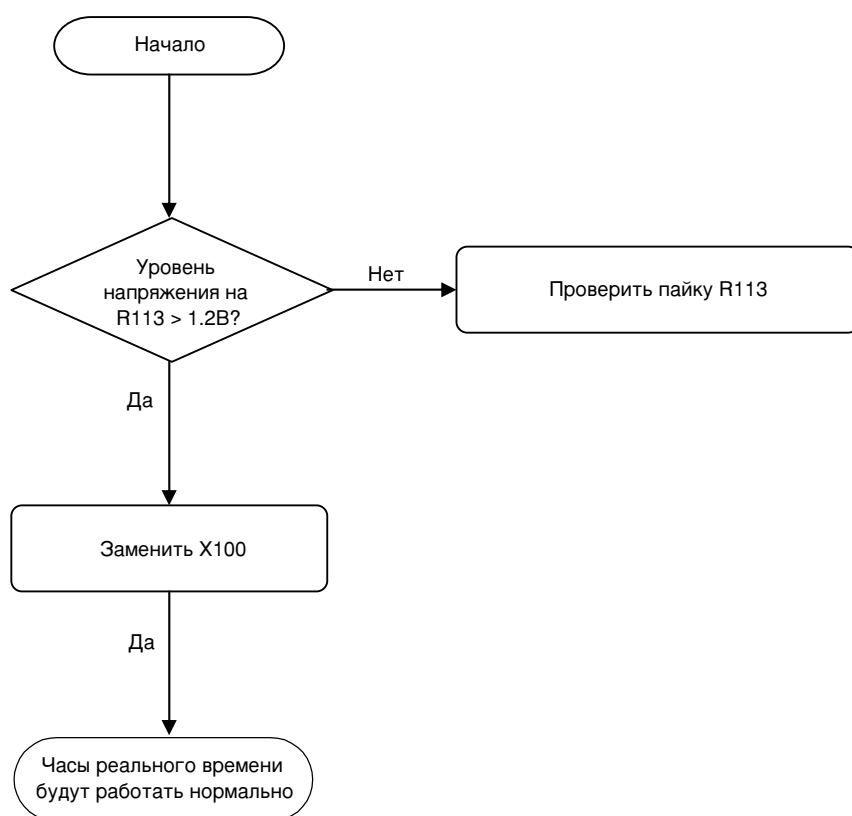 Начало
Уровень
напряжения на
R113 > 1.2В?
Нет
Проверить пайку R113
Да
Заменить X100
Да
Часы реального времени
будут работать нормально